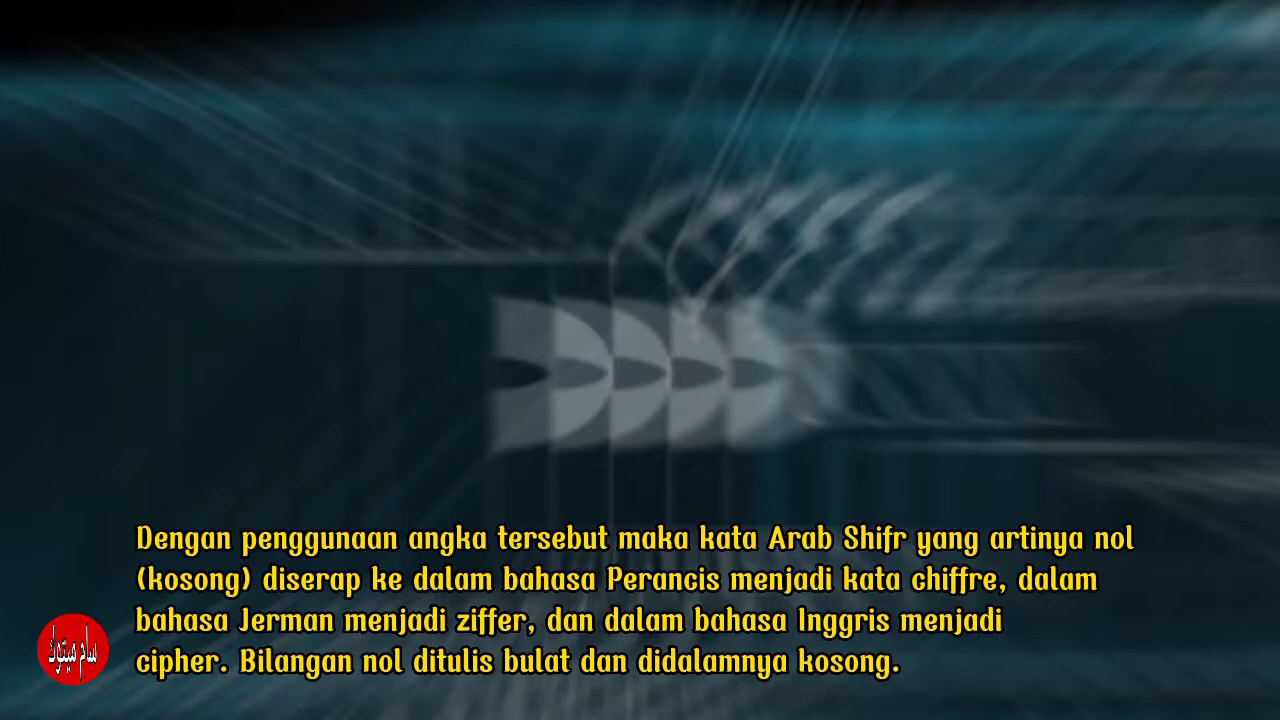 Dengan penggunaan angka tersebut maka kata Arab Shifr yang artinya nol
(kosong) diserap ke dalam bahasa Perancis menjadi kata chiffre, dalam
bahasa Jerman menjadi ziffer, dan dalam bahasa Inggris menjadi
cipher. Bilangan nol ditulis bulat dan didalamnya kosong.
سام ميتوك